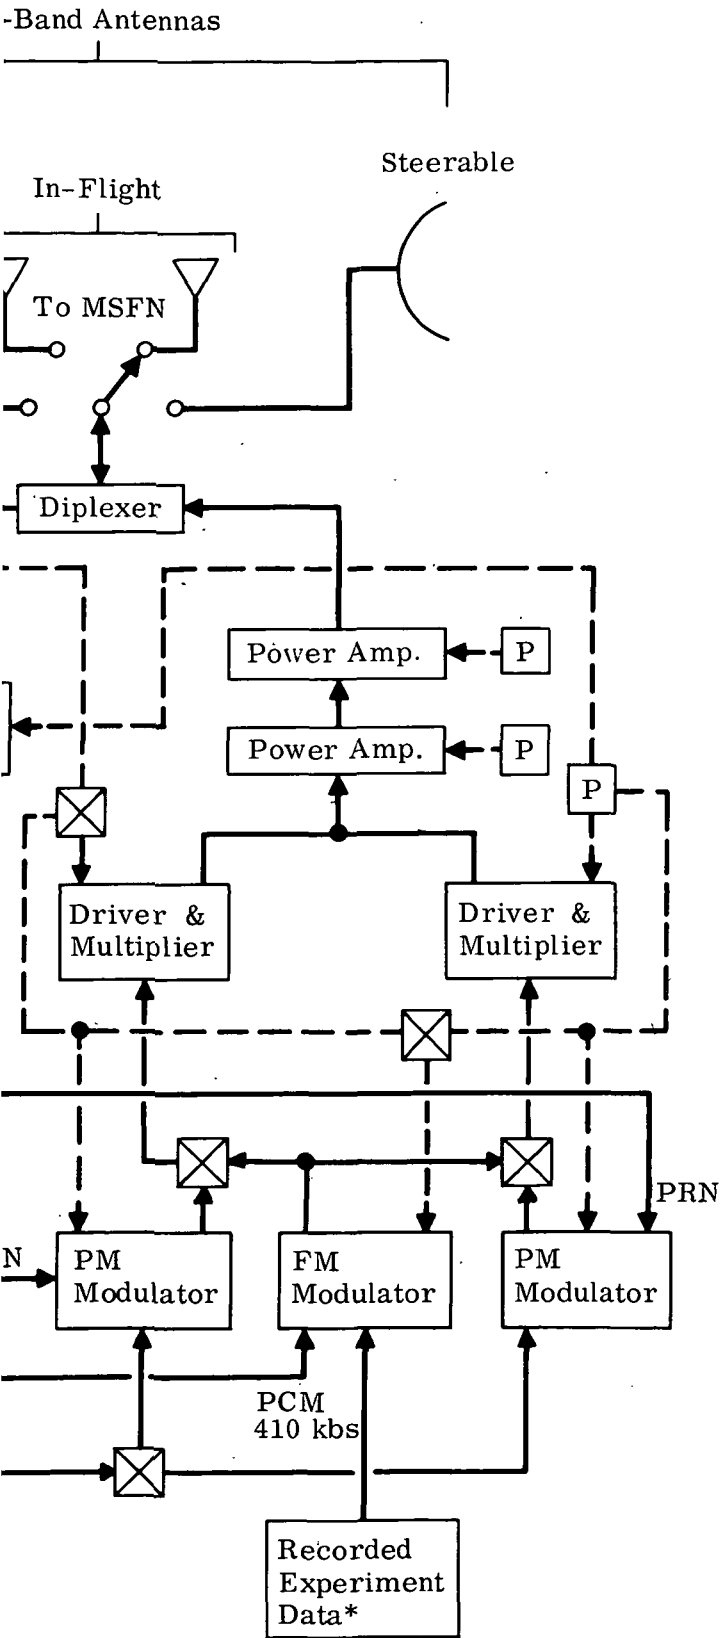 -Band Antennas
Steerable
In-Flight
To MSFN
Diplexer
Power Amp.
P
Power Amp.
P
P
Driver &
Multiplier
Driver &
Multiplier
PRN
N
PM
Modulator
FM
Modulator
PM
Modulator
PCM
410 kbs
Recorded
Experiment
Data*